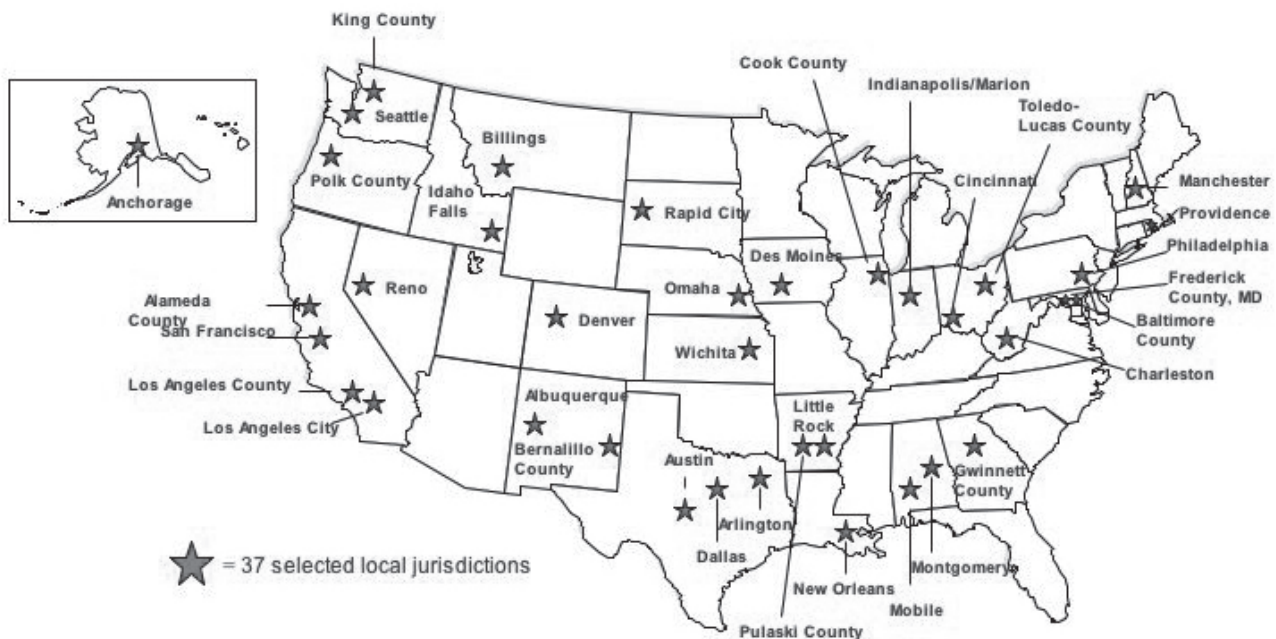 King County
Cook County
Indianapolis/Marion
Toledo-
Lucas County
Seattle
Billings
Polk County
Idaho
Falls
Anchorage
Rapid City
Cincinnati
Manchester
Providence
Philadelphia
Des Moines
Omaha
Frederick
County, MD
Reno
Denver
Alameda
County
San Francisco
Baltimore
County
Wichita
Charleston
Los Angeles County
Los Angeles City
Albuquerque
Bernalillo
County
Little
Rock
Austin
Gwinnett
County
Arlington
Dallas
= 37 selected local jurisdictions
Montgomery
New Orleans
Mobile
Pulaski County